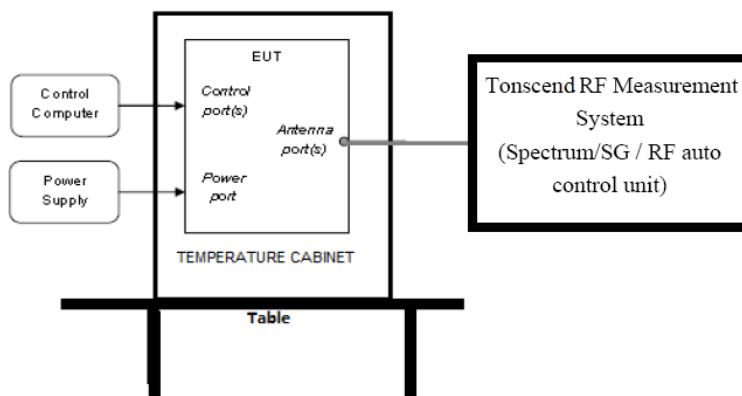 EUT
Control
Computer
Control
port(s)
Antenna
port(s)
Power
Supply
Power
port
TEMPERATURE CABINET
Table
Tonscend RF Measurement
System
(Spectrum/SG / RF auto
control unit)